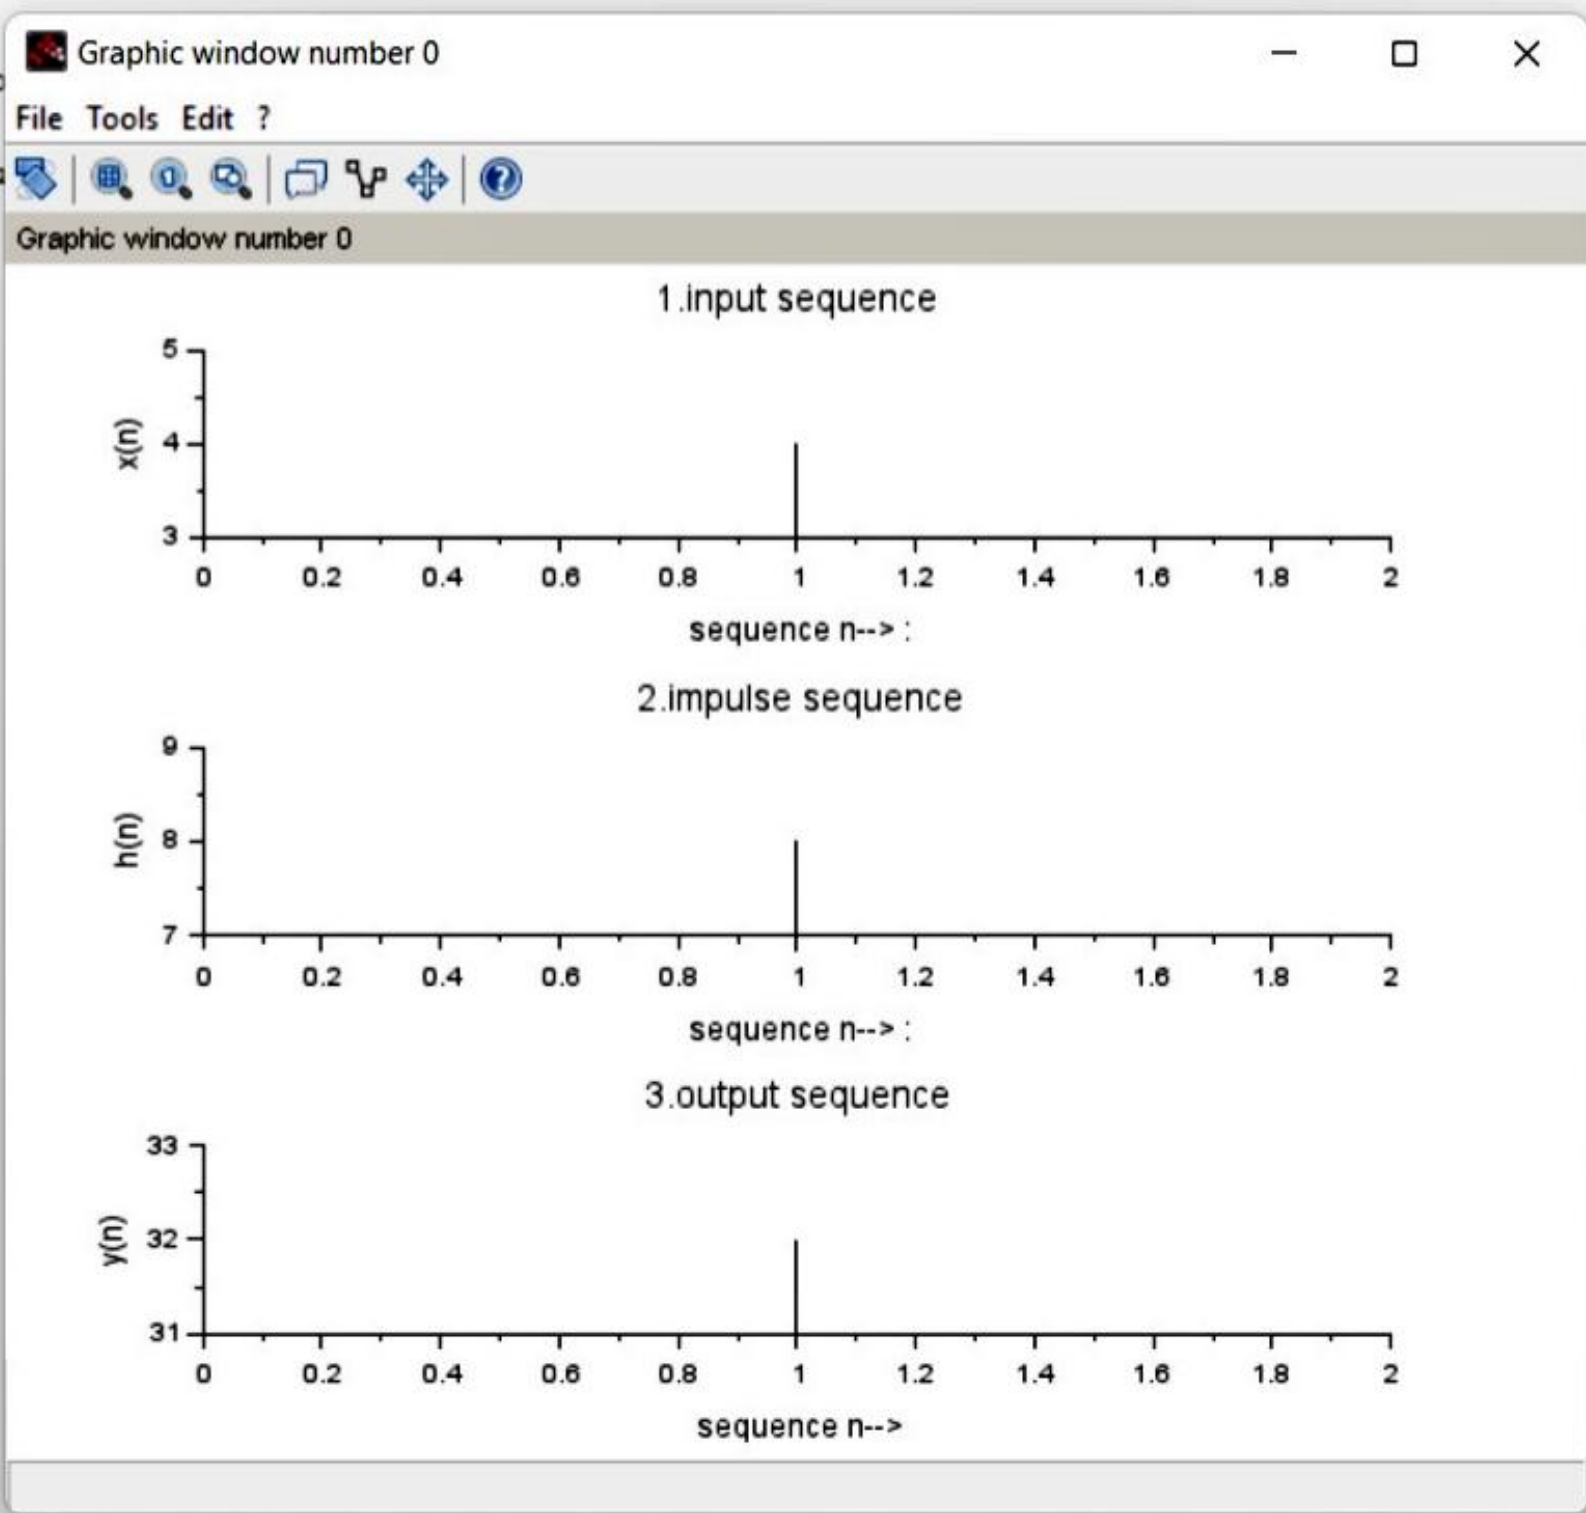 Graphic window number 0
File Tools Edit ?
Graphic window number 0
1.input sequence
5
4
3
x(n)
0 0.2 0.4 0.6 0.8 1 1.2 1.4 1.6 1.8 2
sequence n--> :
2.impulse sequence
9
8
7
h(n)
0 0.2 0.4 0.6 0.8 1 1.2 1.4 1.6 1.8 2
sequence n--> :
3.output sequence
33
32
31
y(n)
0 0.2 0.4 0.6 0.8 1 1.2 1.4 1.6 1.8 2
sequence n-->